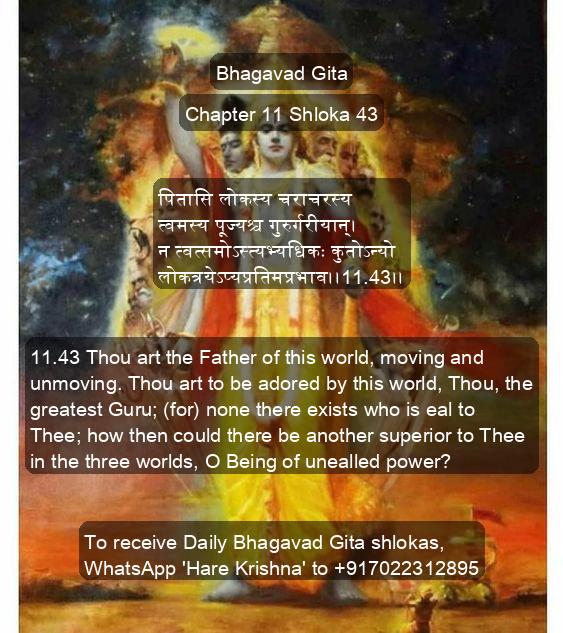 Bhagavad Gita
Chapter 11 Shloka 43
पितासि लोकस्य चराचरस्य
त्वमस्य पूज्यश्च गुरुर्गरीयान्।
न त्वत्समोऽस्त्यभ्यधिकः कुतोऽन्यो
लोकत्रयेऽप्यप्रतिमप्रभाव।।11.43।।
11.43 Thou art the Father of this world, moving and
unmoving. Thou art to be adored by this world, Thou, the
greatest Guru; (for) none there exists who is eal to
Thee; how then could there be another superior to Thee
in the three worlds, O Being of unealled power?
To receive Daily Bhagavad Gita shlokas,
WhatsApp 'Hare Krishna' to +917022312895